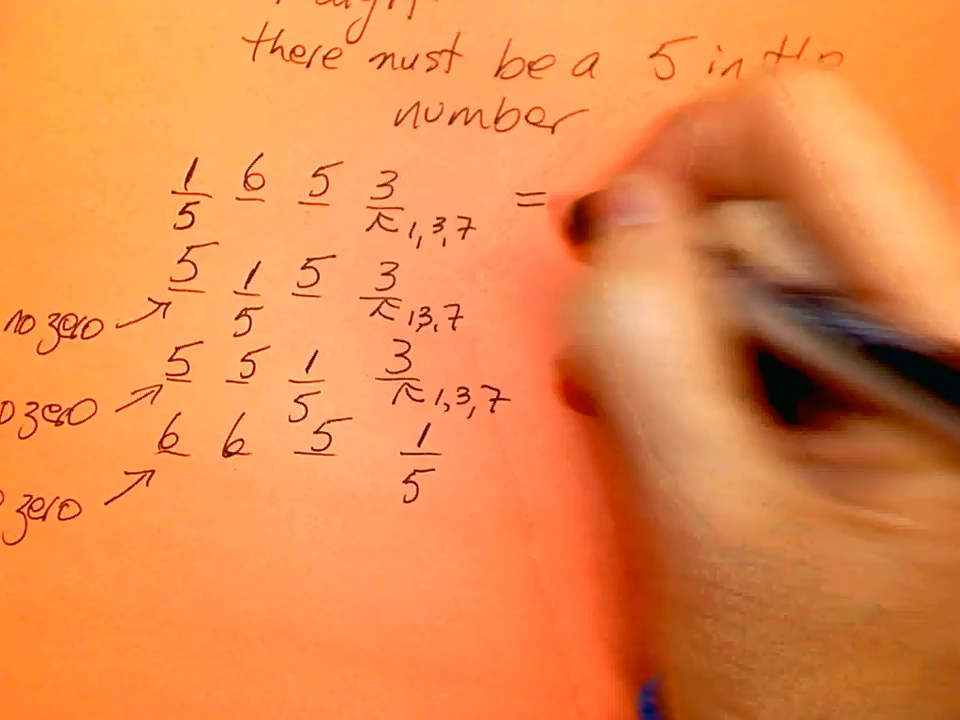 there must be a 5 in the
number
1 6 5 3 =
5 1,3,7
5 1 5 3
no zero 5 1,3,7
5 5 1 3
zero 5 1,3,7
6 6 5 1
zero 5